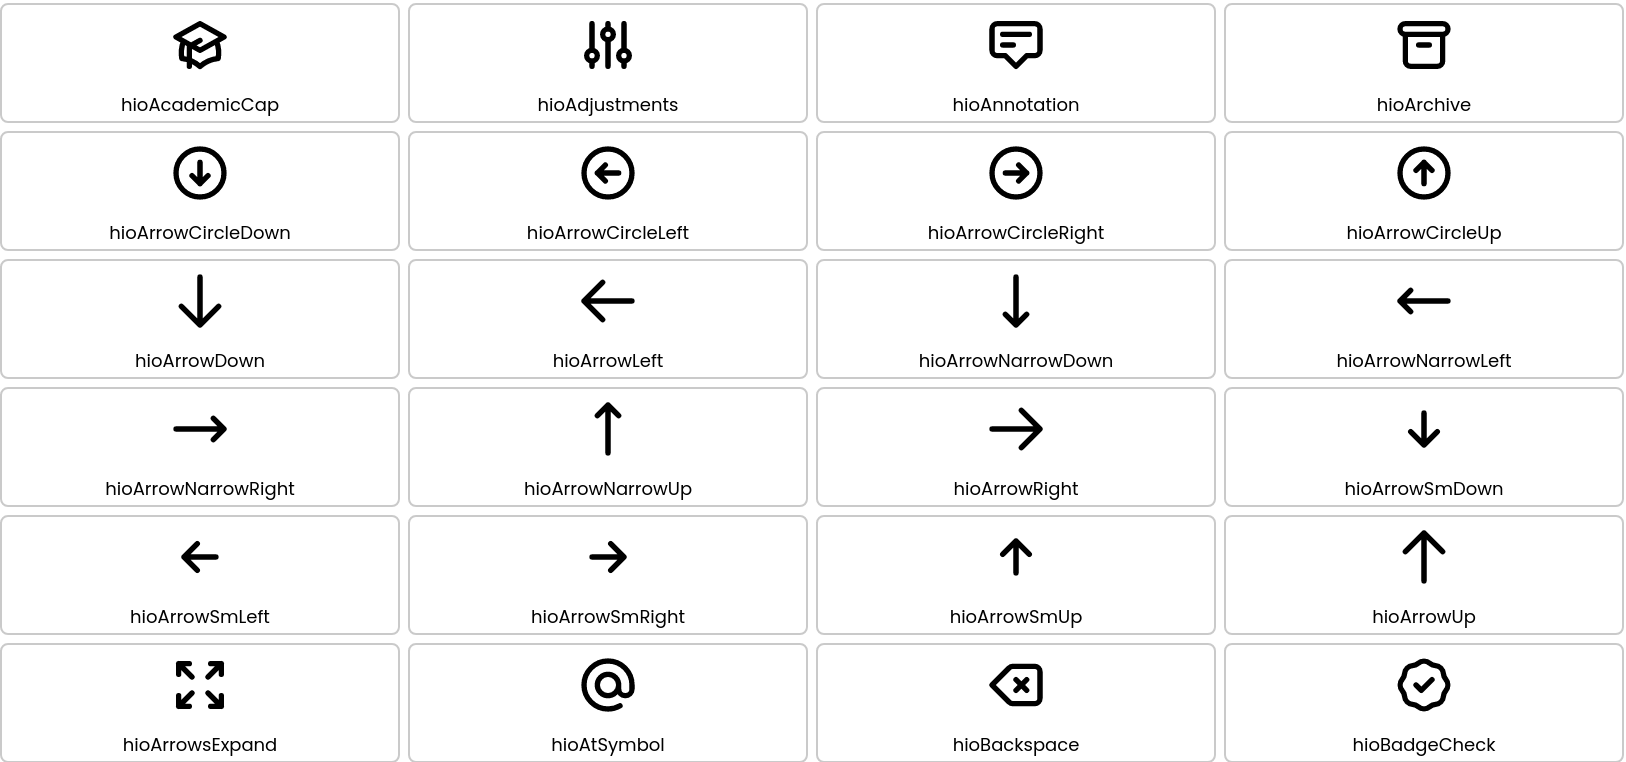 hioAcademicCap
hioAdjustments
hioAnnotation
hioArchive
hioArrowCircleDown
hioArrowCircleLeft
hioArrowCircleRight
hioArrowCircleUp
hioArrowDown
hioArrowLeft
hioArrowNarrowDown
hioArrowNarrowLeft
hioArrowNarrowRight
hioArrowNarrowUp
hioArrowRight
hioArrowSmDown
hioArrowSmLeft
hioArrowSmRight
hioArrowSmUp
hioArrowUp
hioArrowsExpand
hioAtSymbol
hioBackspace
hioBadgeCheck